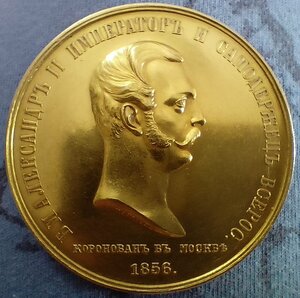 Б.М. АЛЕКСАНДРЪ II ИМПЕРАТОРЪ И САМОДЕРЖЕЦЪ ВСЕРОС.
КОРОНОВАНЪ ВЪ МОСКВѢ
1856.